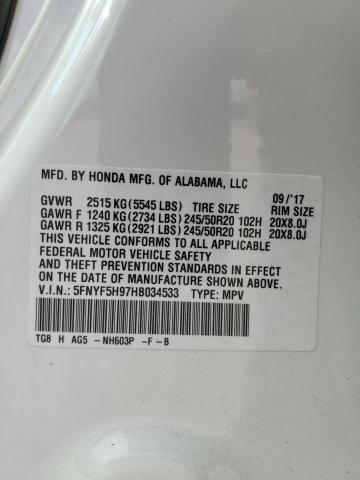 MFD. BY HONDA MFG. OF ALABAMA, LLC 09/'17
GVWR 2515 KG (5545 LBS) TIRE SIZE RIM SIZE
GAWR F 1240 KG (2734 LBS) 245/50R20 102H 20X8.0J
GAWR R 1325 KG (2921 LBS) 245/50R20 102H 20X8.0J
THIS VEHICLE CONFORMS TO ALL APPLICABLE
FEDERAL MOTOR VEHICLE SAFETY
AND THEFT PREVENTION STANDARDS IN EFFECT
ON THE DATE OF MANUFACTURE SHOWN ABOVE.
V.I.N.: 5FNYF5H97HB034533 TYPE: MPV
TG8 H AG5 -NH603P -F-B